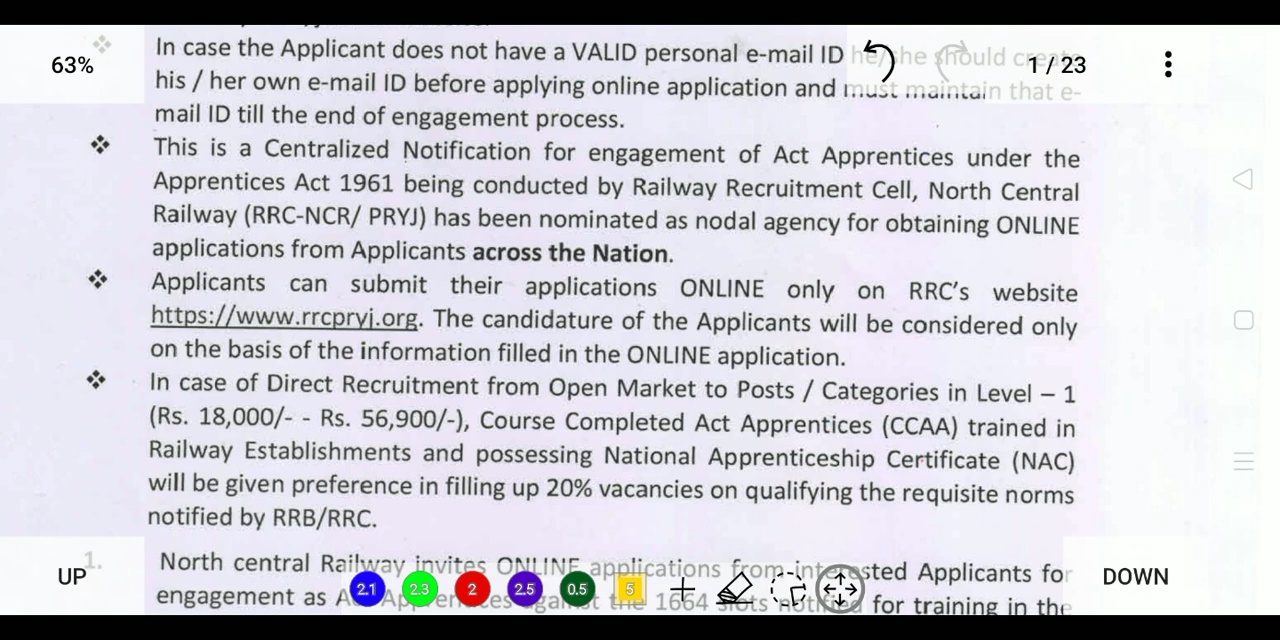 63%
1 / 23
In case the Applicant does not have a VALID personal e-mail ID he/she should create
his / her own e-mail ID before applying online application and must maintain that e-
mail ID till the end of engagement process.
This is a Centralized Notification for engagement of Act Apprentices under the
Apprentices Act 1961 being conducted by Railway Recruitment Cell, North Central
Railway (RRC-NCR/ PRYJ) has been nominated as nodal agency for obtaining ONLINE
applications from Applicants across the Nation.
Applicants can submit their applications ONLINE only on RRC's website
https://www.rrcpryj.org. The candidature of the Applicants will be considered only
on the basis of the information filled in the ONLINE application.
In case of Direct Recruitment from Open Market to Posts / Categories in Level – 1
(Rs. 18,000/- - Rs. 56,900/-), Course Completed Act Apprentices (CCAA) trained in
Railway Establishments and possessing National Apprenticeship Certificate (NAC)
will be given preference in filling up 20% vacancies on qualifying the requisite norms
notified by RRB/RRC.
1. North central Railway invites ONLINE applications from interested Applicants for
engagement as Act Apprentices against the 1664 slots notified for training in the
UP
2.1 2.3 2 2.5 0.5 5
DOWN